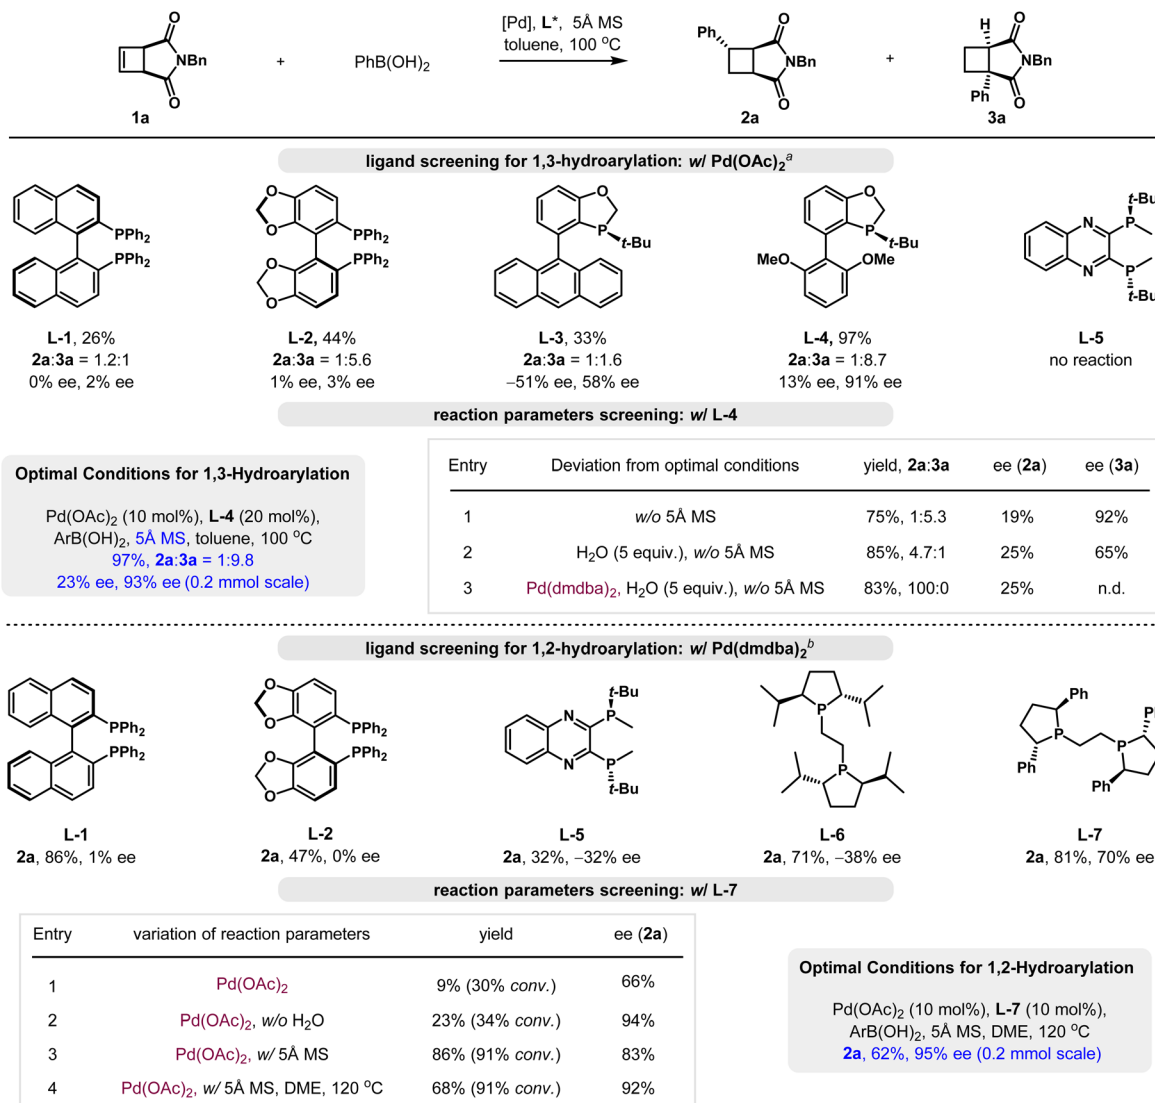 O
O
NBn
1a
+
PhB(OH)2
[Pd], L*, 5Å MS
toluene, 100 oC
Ph
O
O
NBn
2a
+
H
O
O
NBn
Ph
3a
ligand screening for 1,3-hydroarylation: w/ Pd(OAc)2a
PPh2
PPh2
O
O
O
O
PPh2
PPh2
O
P
t-Bu
O
P
t-Bu
MeO
OMe
N
N
P
P
t-Bu
t-Bu
L-1, 26%
2a:3a = 1.2:1
0% ee, 2% ee
L-2, 44%
2a:3a = 1:5.6
1% ee, 3% ee
L-3, 33%
2a:3a = 1:1.6
−51% ee, 58% ee
L-4, 97%
2a:3a = 1:8.7
13% ee, 91% ee
L-5
no reaction
reaction parameters screening: w/ L-4
Optimal Conditions for 1,3-Hydroarylation
Pd(OAc)2 (10 mol%), L-4 (20 mol%),
ArB(OH)2, 5Å MS, toluene, 100 oC
97%, 2a:3a = 1:9.8
23% ee, 93% ee (0.2 mmol scale)
Entry Deviation from optimal conditions yield, 2a:3a ee (2a) ee (3a)
1 w/o 5Å MS 75%, 1:5.3 19% 92%
2 H2O (5 equiv.), w/o 5Å MS 85%, 4.7:1 25% 65%
3 Pd(dmdba)2, H2O (5 equiv.), w/o 5Å MS 83%, 100:0 25% n.d.
ligand screening for 1,2-hydroarylation: w/ Pd(dmdba)2b
PPh2
PPh2
O
O
O
O
PPh2
PPh2
N
N
P
P
t-Bu
t-Bu
P
P
Ph
P
Ph
P
Ph
Ph
L-1
2a, 86%, 1% ee
L-2
2a, 47%, 0% ee
L-5
2a, 32%, −32% ee
L-6
2a, 71%, −38% ee
L-7
2a, 81%, 70% ee
reaction parameters screening: w/ L-7
Entry variation of reaction parameters yield ee (2a)
1 Pd(OAc)2 9% (30% conv.) 66%
2 Pd(OAc)2, w/o H2O 23% (34% conv.) 94%
3 Pd(OAc)2, w/ 5Å MS 86% (91% conv.) 83%
4 Pd(OAc)2, w/ 5Å MS, DME, 120 oC 68% (91% conv.) 92%
Optimal Conditions for 1,2-Hydroarylation
Pd(OAc)2 (10 mol%), L-7 (10 mol%),
ArB(OH)2, 5Å MS, DME, 120 oC
2a, 62%, 95% ee (0.2 mmol scale)